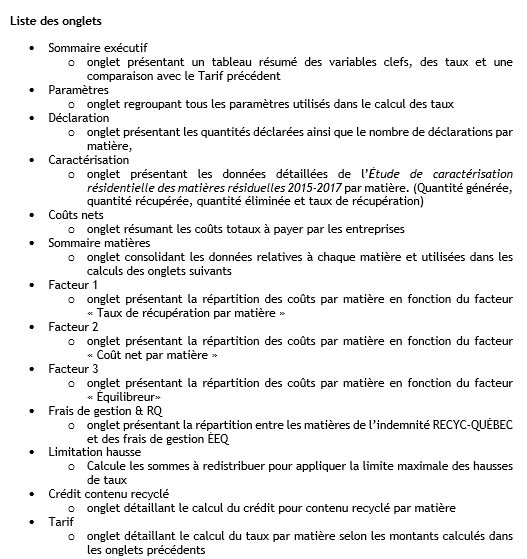 Liste des onglets
• Sommaire exécutif
o onglet présentant un tableau résumé des variables clefs, des taux et une
comparaison avec le Tarif précédent
• Paramètres
o onglet regroupant tous les paramètres utilisés dans le calcul des taux
• Déclaration
o onglet présentant les quantités déclarées ainsi que le nombre de déclarations par
matière,
• Caractérisation
o onglet présentant les données détaillées de l’Étude de caractérisation
résidentielle des matières résiduelles 2015-2017 par matière. (Quantité générée,
quantité récupérée, quantité éliminée et taux de récupération)
• Coûts nets
o onglet résumant les coûts totaux à payer par les entreprises
• Sommaire matières
o onglet consolidant les données relatives à chaque matière et utilisées dans les
calculs des onglets suivants
• Facteur 1
o onglet présentant la répartition des coûts par matière en fonction du facteur
« Taux de récupération par matière »
• Facteur 2
o onglet présentant la répartition des coûts par matière en fonction du facteur
« Coût net par matière »
• Facteur 3
o onglet présentant la répartition des coûts par matière en fonction du facteur
« Équilibreur»
• Frais de gestion & RQ
o onglet présentant la répartition entre les matières de l’indemnité RECYC-QUÉBEC
et des frais de gestion ÉEQ
• Limitation hausse
o Calcule les sommes à redistribuer pour appliquer la limite maximale des hausses
de taux
• Crédit contenu recyclé
o onglet détaillant le calcul du crédit pour contenu recyclé par matière
• Tarif
o onglet détaillant le calcul du taux par matière selon les montants calculés dans
les onglets précédents